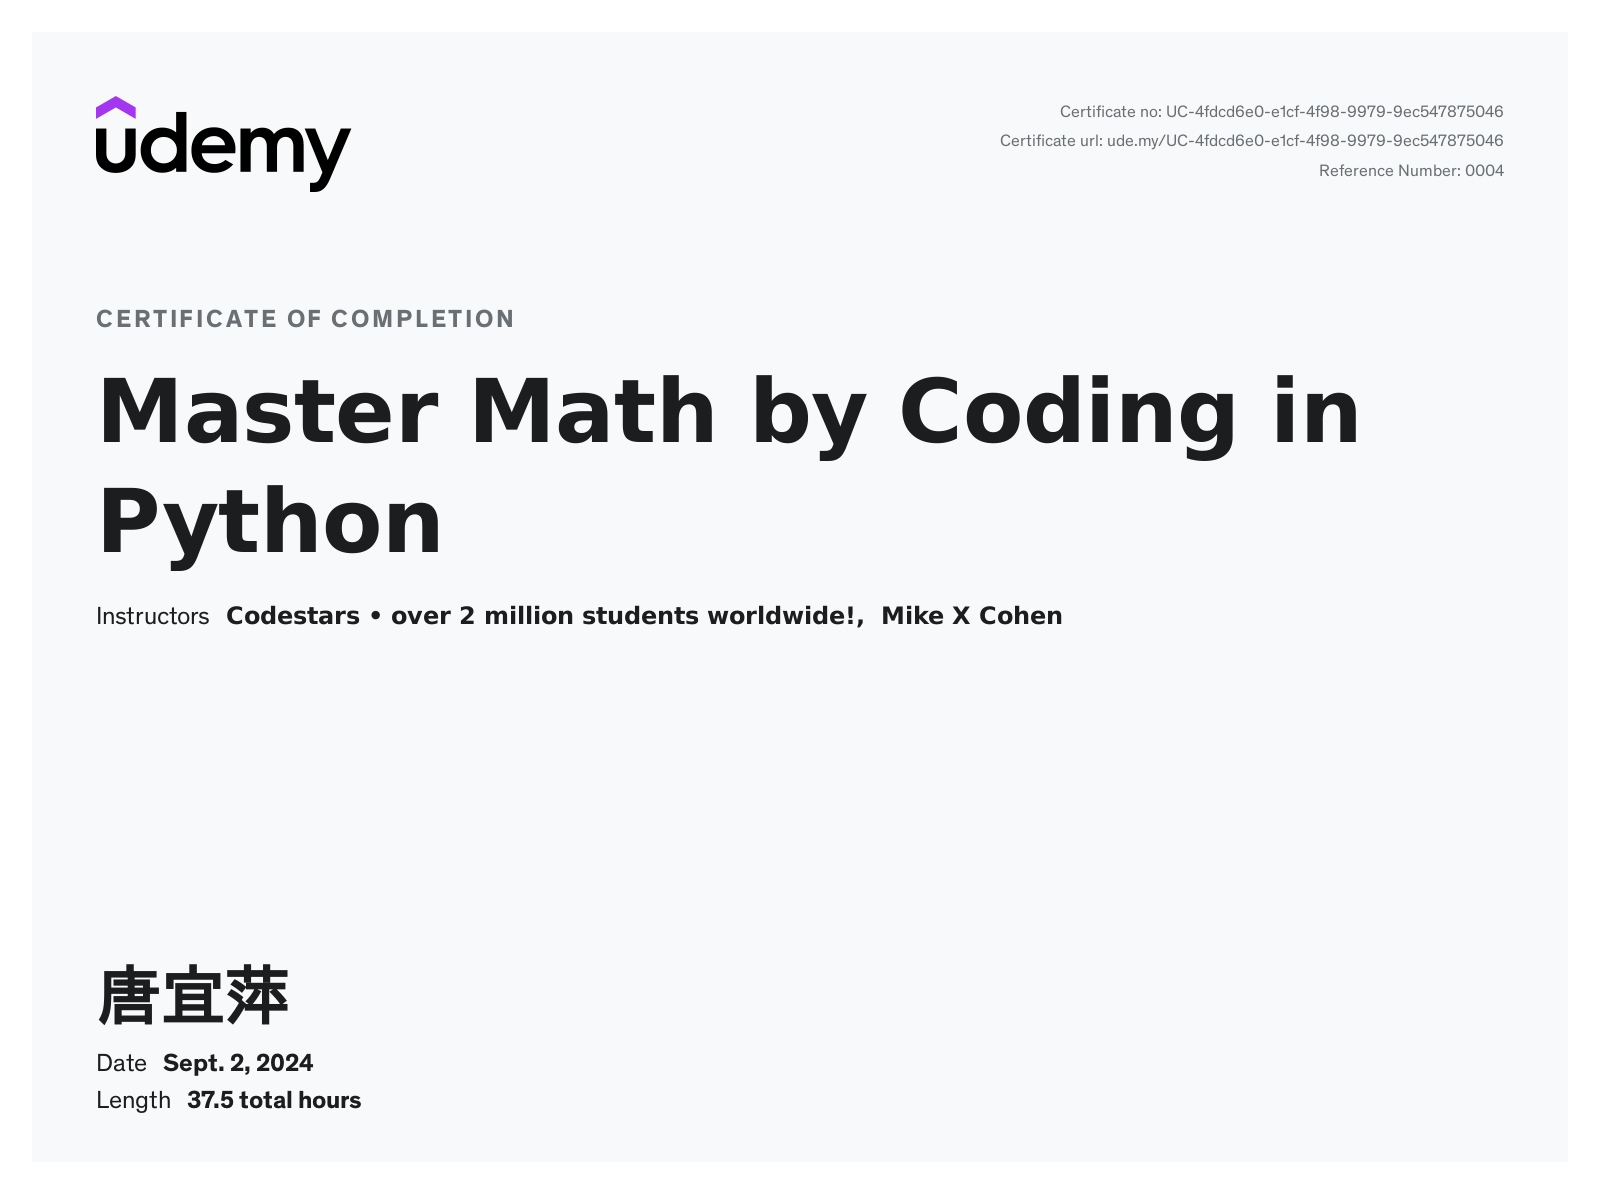 udemy
Certificate no: UC-4fdcd6e0-e1cf-4f98-9979-9ec547875046
Certificate url: ude.my/UC-4fdcd6e0-e1cf-4f98-9979-9ec547875046
Reference Number: 0004
CERTIFICATE OF COMPLETION
Master Math by Coding in
Python
Instructors Codestars • over 2 million students worldwide!, Mike X Cohen
唐宜萍
Date Sept. 2, 2024
Length 37.5 total hours